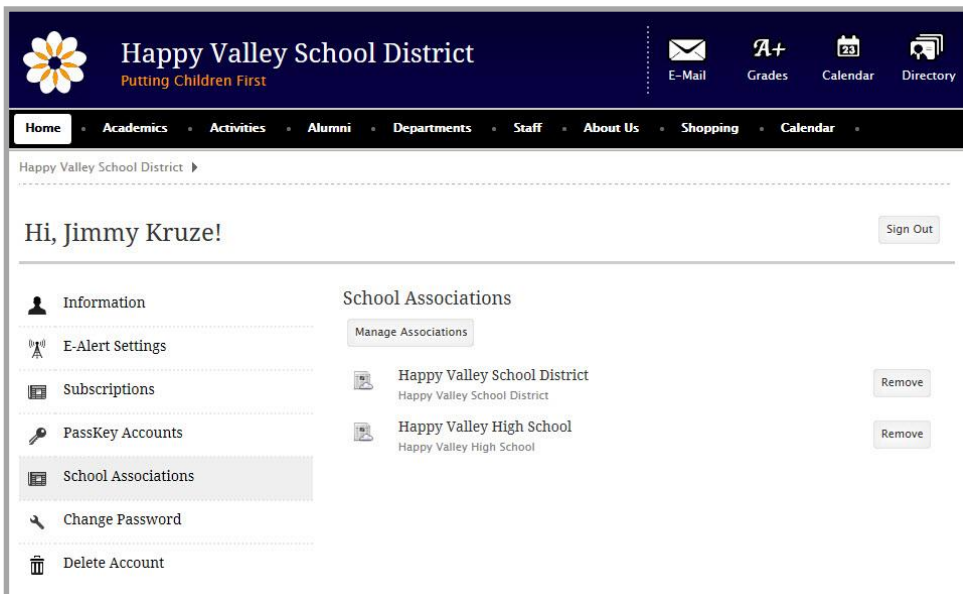 Happy Valley School District
Putting Children First
E-Mail
A+
Grades
23
Calendar
Directory
Home Academics Activities Alumni Departments Staff About Us Shopping Calendar
Happy Valley School District
Hi, Jimmy Kruze!
Sign Out
Information
E-Alert Settings
Subscriptions
PassKey Accounts
School Associations
Change Password
Delete Account
School Associations
Manage Associations
Happy Valley School District
Happy Valley School District
Remove
Happy Valley High School
Happy Valley High School
Remove